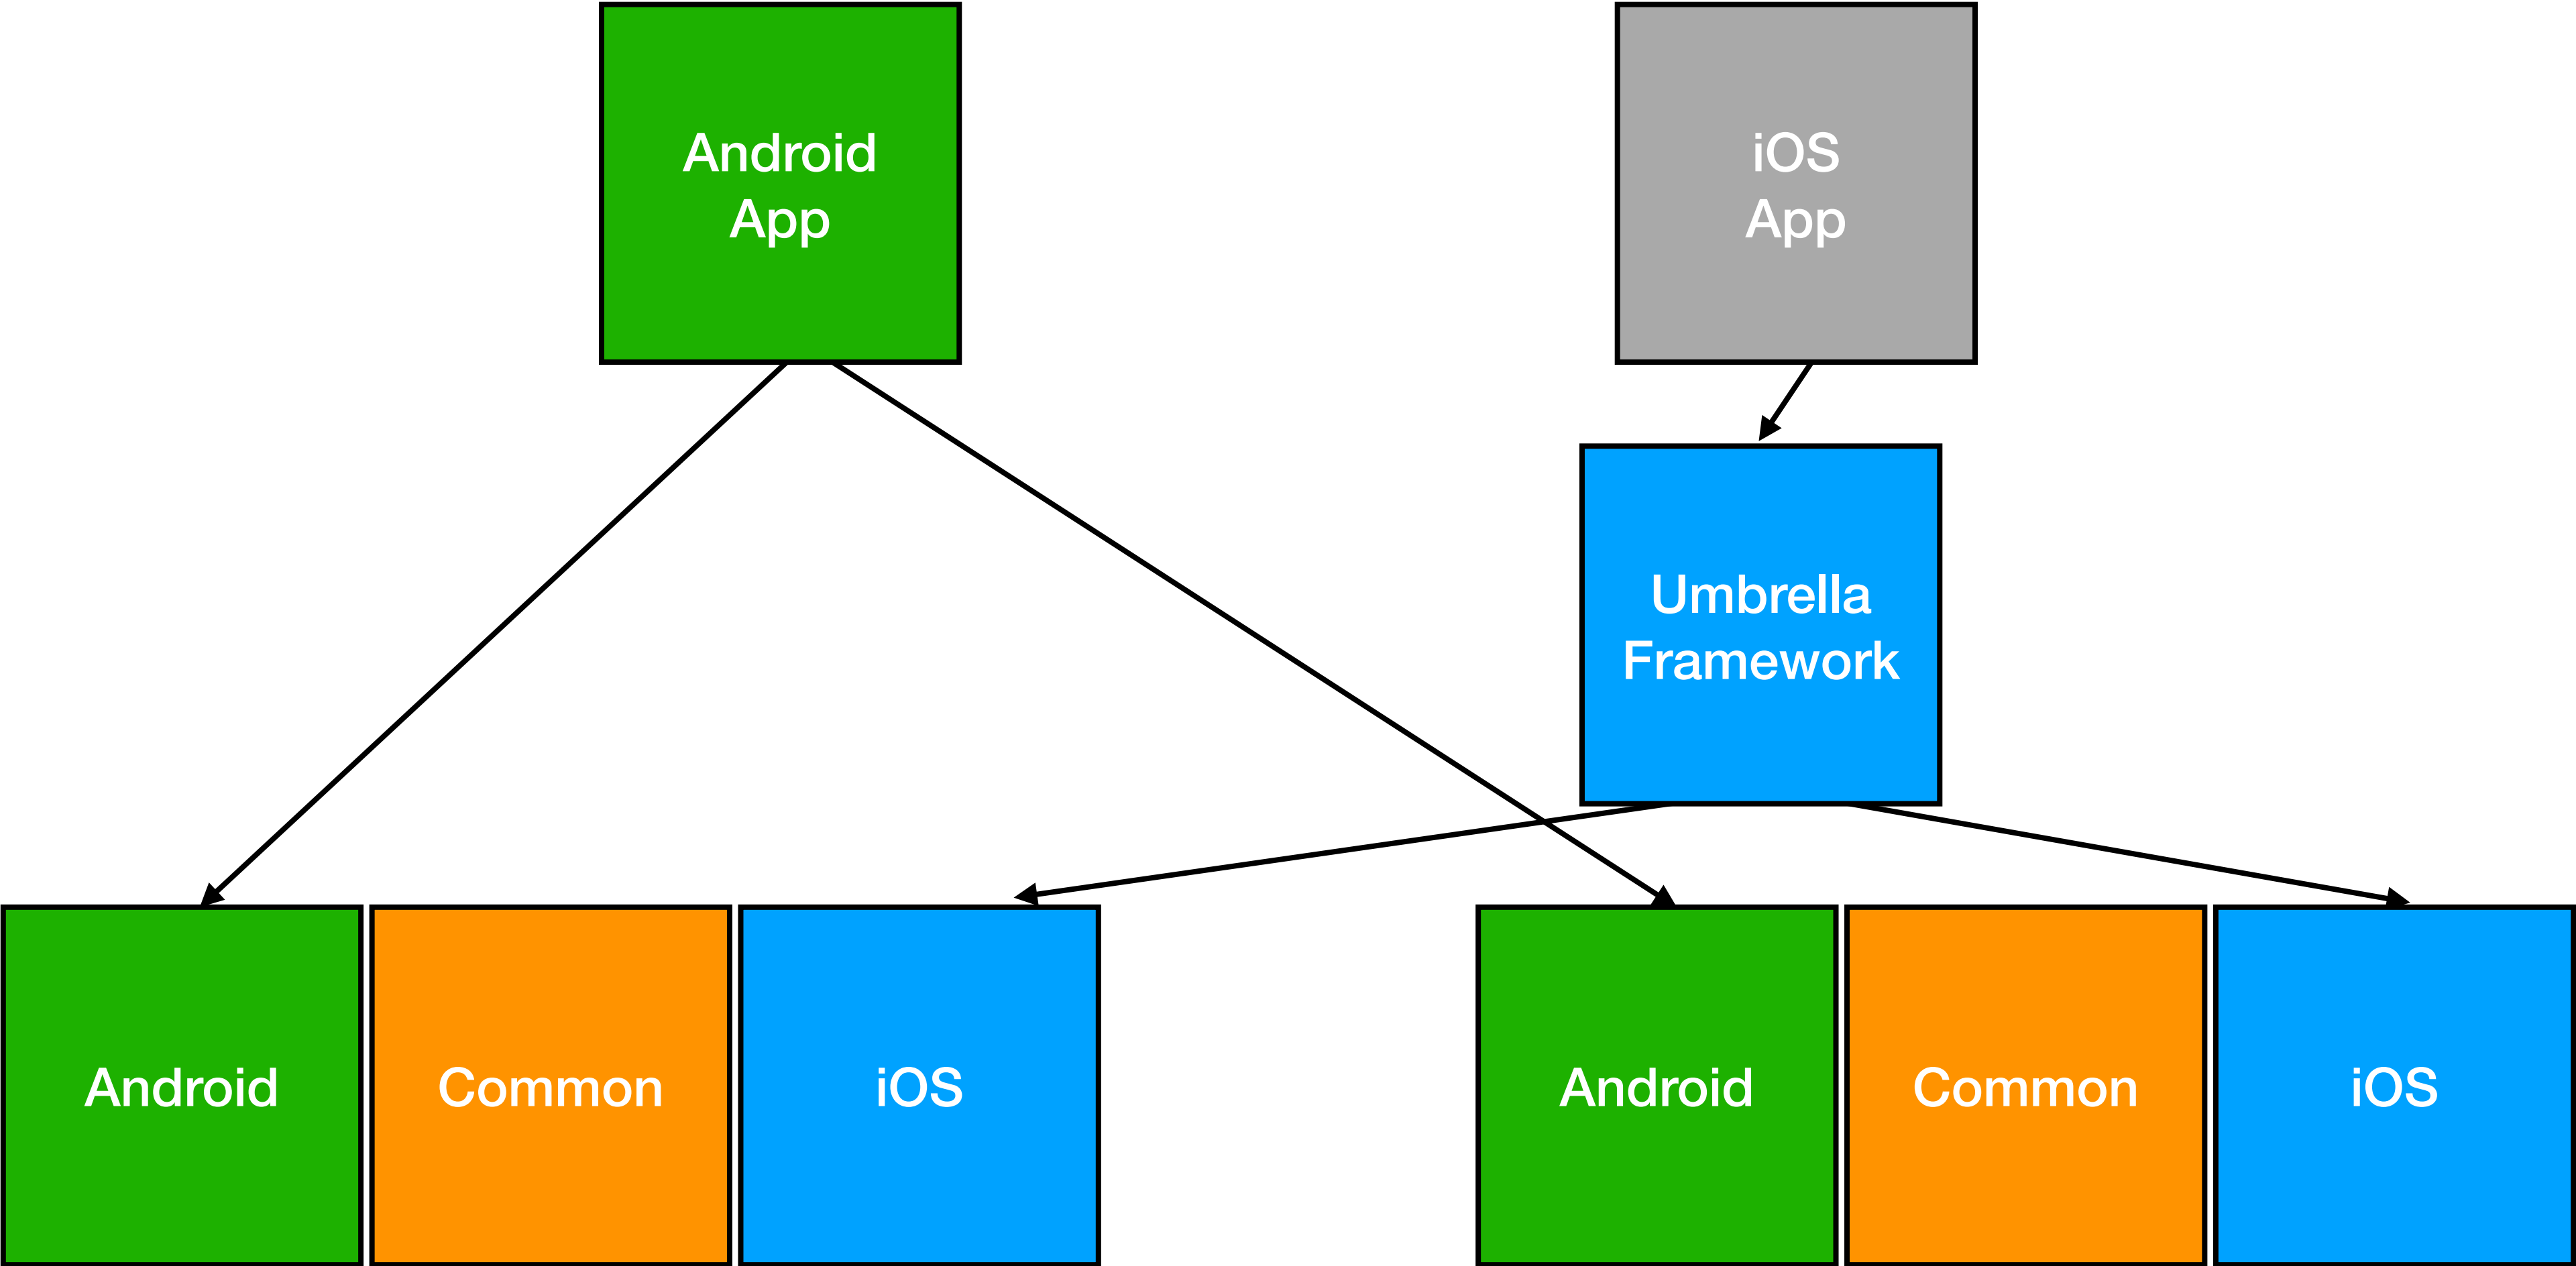 Android
App
iOS
App
Umbrella
Framework
Android
Common
iOS
Android
Common
iOS